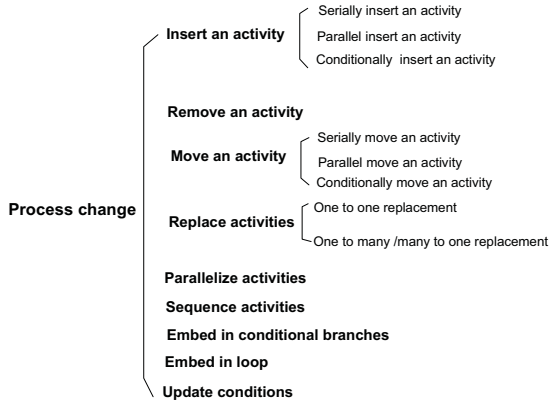 Serially insert an activity
Insert an activity
Parallel insert an activity
Conditionally insert an activity
Remove an activity
Serially move an activity
Move an activity
Parallel move an activity
Conditionally move an activity
Process change
One to one replacement
Replace activities
One to many /many to one replacement
Parallelize activities
Sequence activities
Embed in conditional branches
Embed in loop
Update conditions